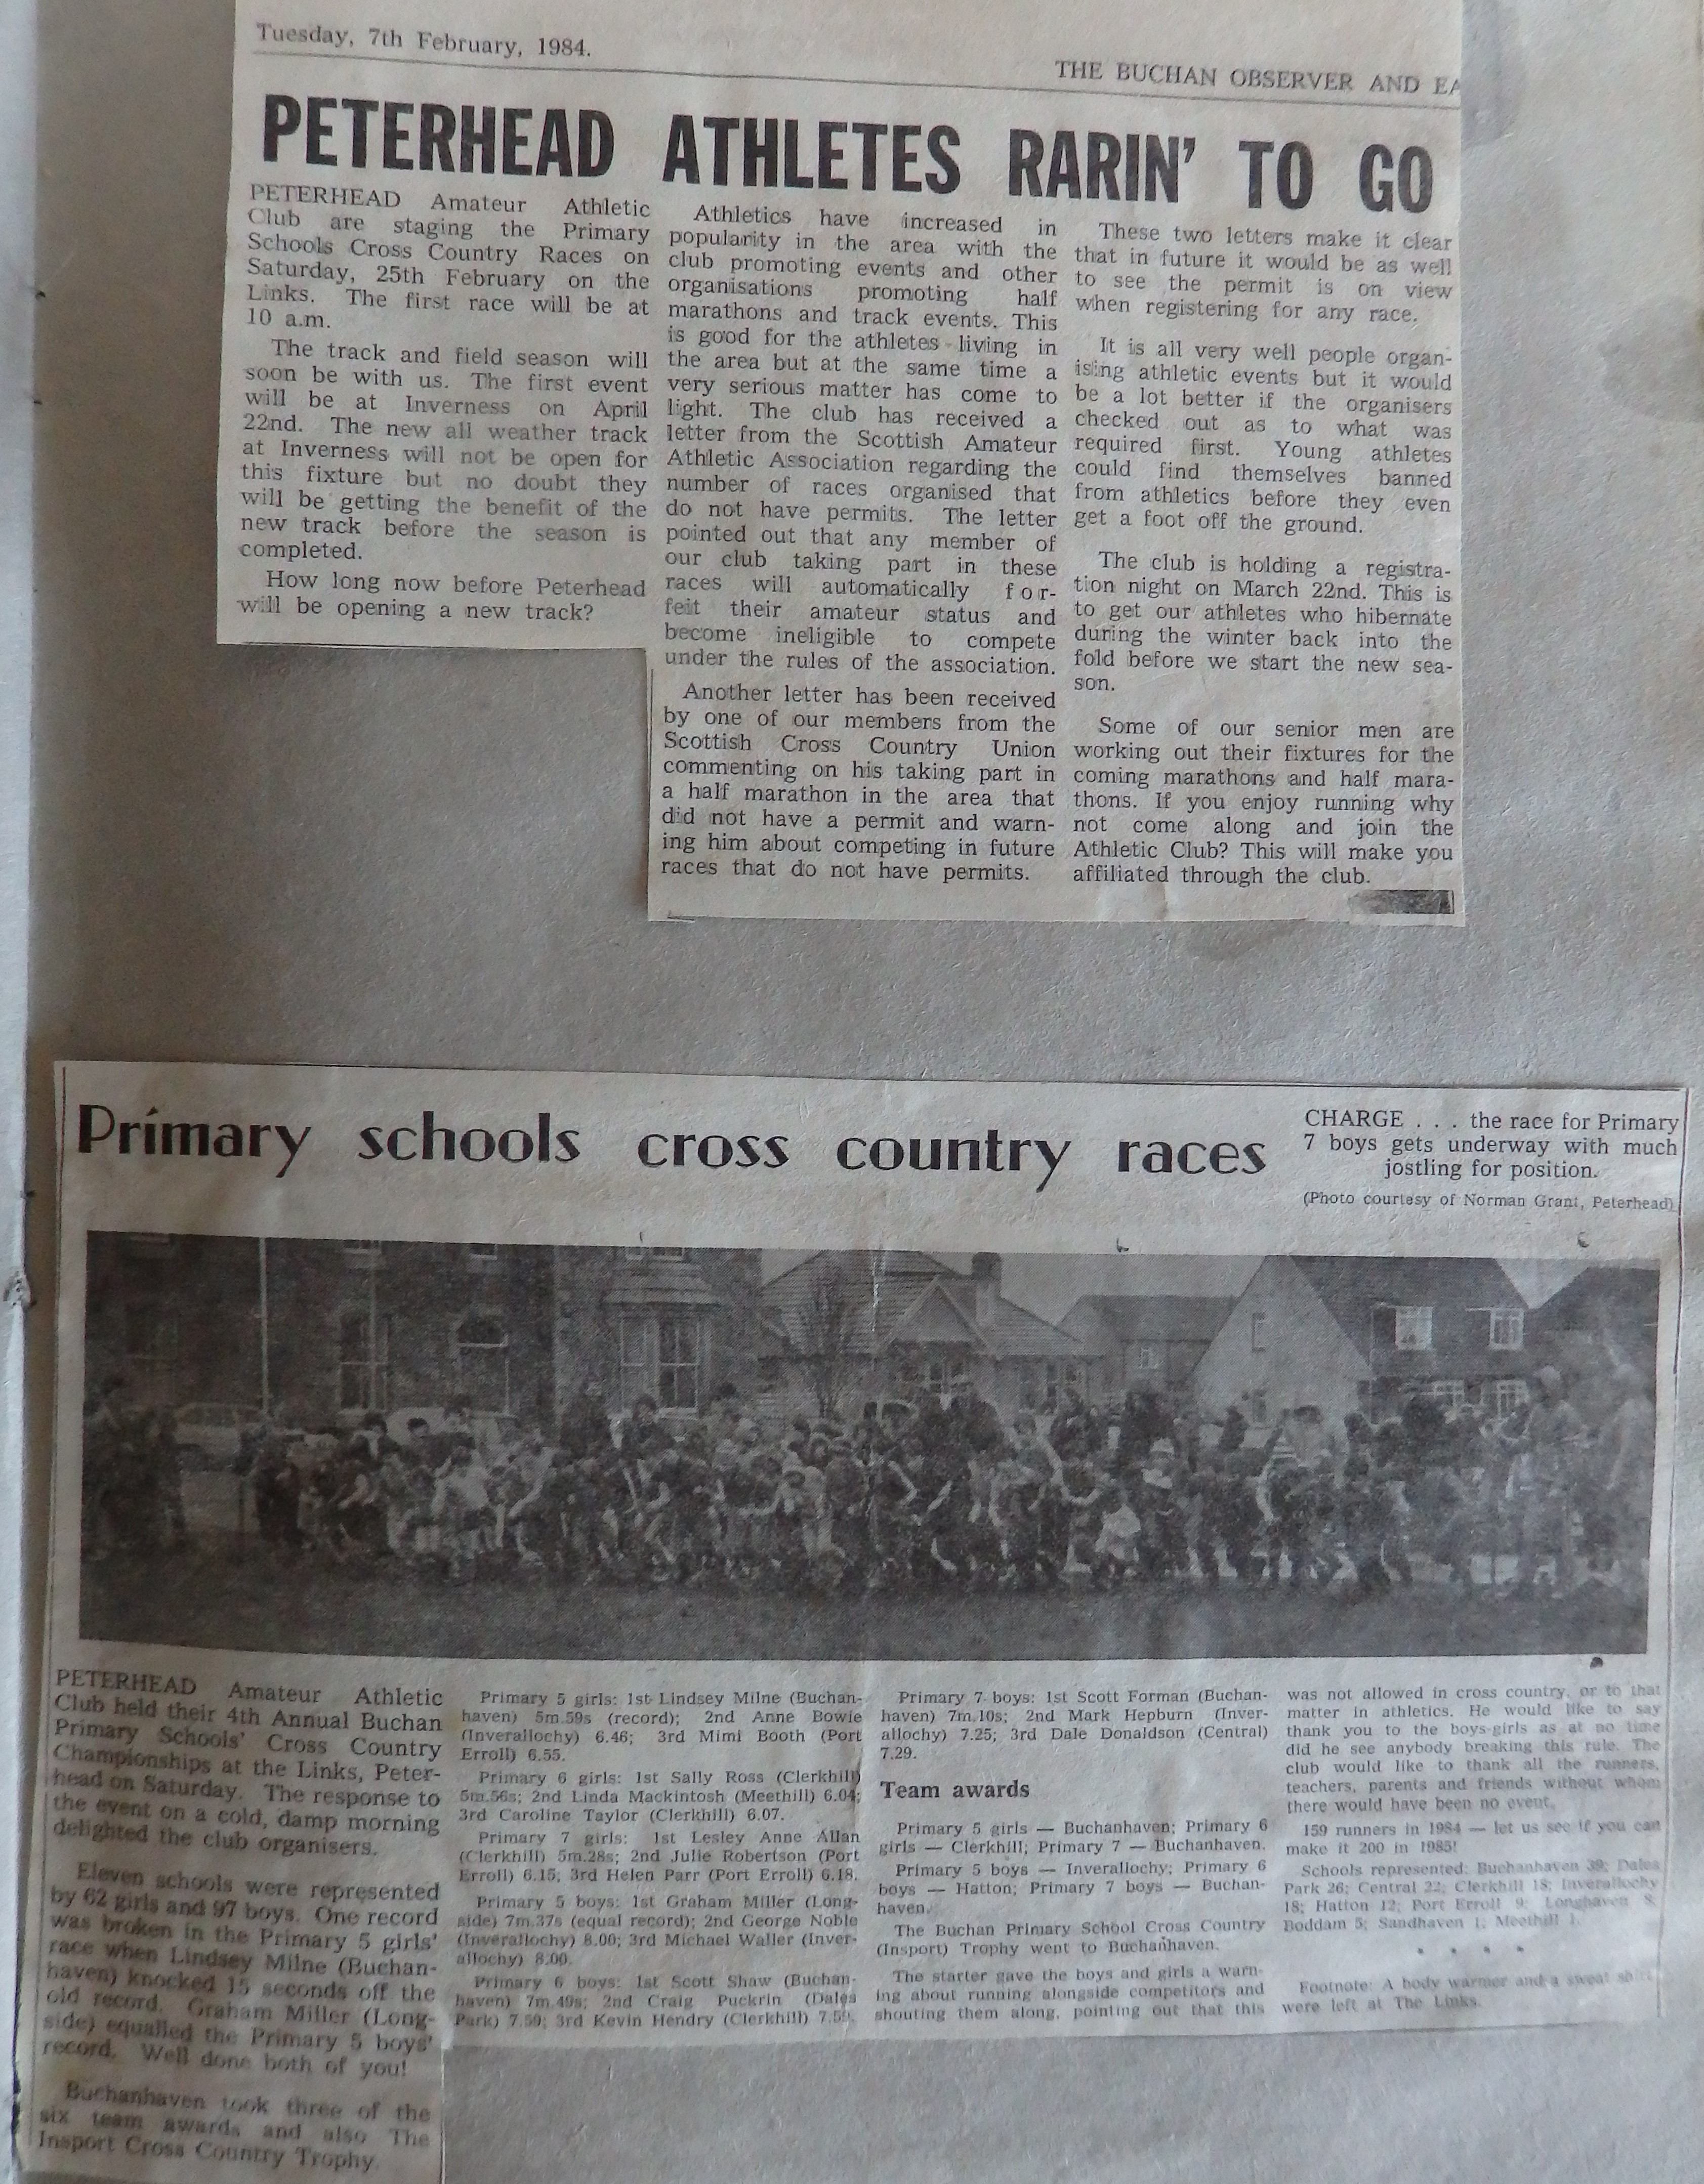 Tuesday, 7th February, 1984.
THE BUCHAN OBSERVER AND EA
PETERHEAD ATHLETES RARIN' TO GO
PETERHEAD Amateur Athletic
Club are staging the Primary
Schools Cross Country Races on
Saturday, 25th February on the
Links. The first race will be at
10 a.m.
The track and field season will
soon be with us. The first event
will be at Inverness on April
22nd. The new all weather track
at Inverness will not be open for
this fixture but no doubt they
will be getting the benefit of the
new track before the season is
completed.
How long now before Peterhead
will be opening a new track?
Athletics have increased in
popularity in the area with the
club promoting events and other
organisations promoting half
marathons and track events. This
is good for the athletes living in
the area but at the same time a
very serious matter has come to
light. The club has received a
letter from the Scottish Amateur
Athletic Association regarding the
number of races organised that
do not have permits. The letter
pointed out that any member of
our club taking part in these
races will automatically for-
feit their amateur status and
become ineligible to compete
under the rules of the association.
Another letter has been received
by one of our members from the
Scottish Cross Country Union
commenting on his taking part in
a half marathon in the area that
did not have a permit and warn-
ing him about competing in future
races that do not have permits.
These two letters make it clear
that in future it would be as well
to see the permit is on view
when registering for any race.
It is all very well people organ-
ising athletic events but it would
be a lot better if the organisers
checked out as to what was
required first. Young athletes
could find themselves banned
from athletics before they even
get a foot off the ground.
The club is holding a registra-
tion night on March 22nd. This is
to get our athletes who hibernate
during the winter back into the
fold before we start the new sea-
son.
Some of our senior men are
working out their fixtures for the
coming marathons and half mara-
thons. If you enjoy running why
not come along and join the
Athletic Club? This will make you
affiliated through the club.
Primary schools cross country races
CHARGE . . . the race for Primary
7 boys gets underway with much
jostling for position.
(Photo courtesy of Norman Grant, Peterhead)
PETERHEAD Amateur Athletic
Club held their 4th Annual Buchan
Primary Schools' Cross Country
Championships at the Links, Peter-
head on Saturday. The response to
the event on a cold, damp morning
delighted the club organisers.
Eleven schools were represented
by 62 girls and 97 boys. One record
was broken in the Primary 5 girls'
race when Lindsey Milne (Buchan-
haven) knocked 15 seconds off the
old record. Graham Miller (Long-
side) equalled the Primary 5 boys'
record. Well done both of you!
Buchanhaven took three of the
six team awards and also The
Insport Cross Country Trophy.
Primary 5 girls: 1st Lindsey Milne (Buchan-
haven) 5m.59s (record); 2nd Anne Bowie
(Inverallochy) 6.46; 3rd Mimi Booth (Port
Erroll) 6.55.
Primary 6 girls: 1st Sally Ross (Clerkhill)
5m.56s; 2nd Linda Mackintosh (Meethill) 6.04;
3rd Caroline Taylor (Clerkhill) 6.07.
Primary 7 girls: 1st Lesley Anne Allan
(Clerkhill) 5m.28s; 2nd Julie Robertson (Port
Erroll) 6.15; 3rd Helen Parr (Port Erroll) 6.18.
Primary 5 boys: 1st Graham Miller (Long-
side) 7m.37s (equal record); 2nd George Noble
(Inverallochy) 8.00; 3rd Michael Waller (Inver-
allochy) 8.00.
Primary 6 boys: 1st Scott Shaw (Buchan-
haven) 7m.49s; 2nd Craig Puckrin (Dales
Park) 7.50; 3rd Kevin Hendry (Clerkhill)
Primary 7 boys: 1st Scott Forman (Buchan-
haven) 7m.10s; 2nd Mark Hepburn (Inver-
allochy) 7.25; 3rd Dale Donaldson (Central)
7.29.
Team awards
Primary 5 girls — Buchanhaven; Primary 6
girls — Clerkhill; Primary 7 — Buchanhaven.
Primary 5 boys — Inverallochy; Primary 6
boys — Hatton; Primary 7 boys — Buchan-
haven.
The Buchan Primary School Cross Country
(Insport) Trophy went to Buchanhaven.
The starter gave the boys and girls a warn-
ing about running alongside competitors and
shouting them along, pointing out that this
was not allowed in cross country, or to that
matter in athletics. He would like to say
thank you to the boys-girls as at no time
did he see anybody breaking this rule. The
club would like to thank all the runners,
teachers, parents and friends without whom
there would have been no event.
159 runners in 1984 — let us see if you can
make it 200 in 1985!
Schools represented: Buchanhaven 39; Dales
Park 26; Central 22; Clerkhill 18; Inverallochy
18; Hatton 12; Port Erroll 9; Longhaven 8,
Boddam 5; Sandhaven 1; Meethill 1.
* * * *
Footnote: A body warmer and a sweat shirt
were left at The Links.